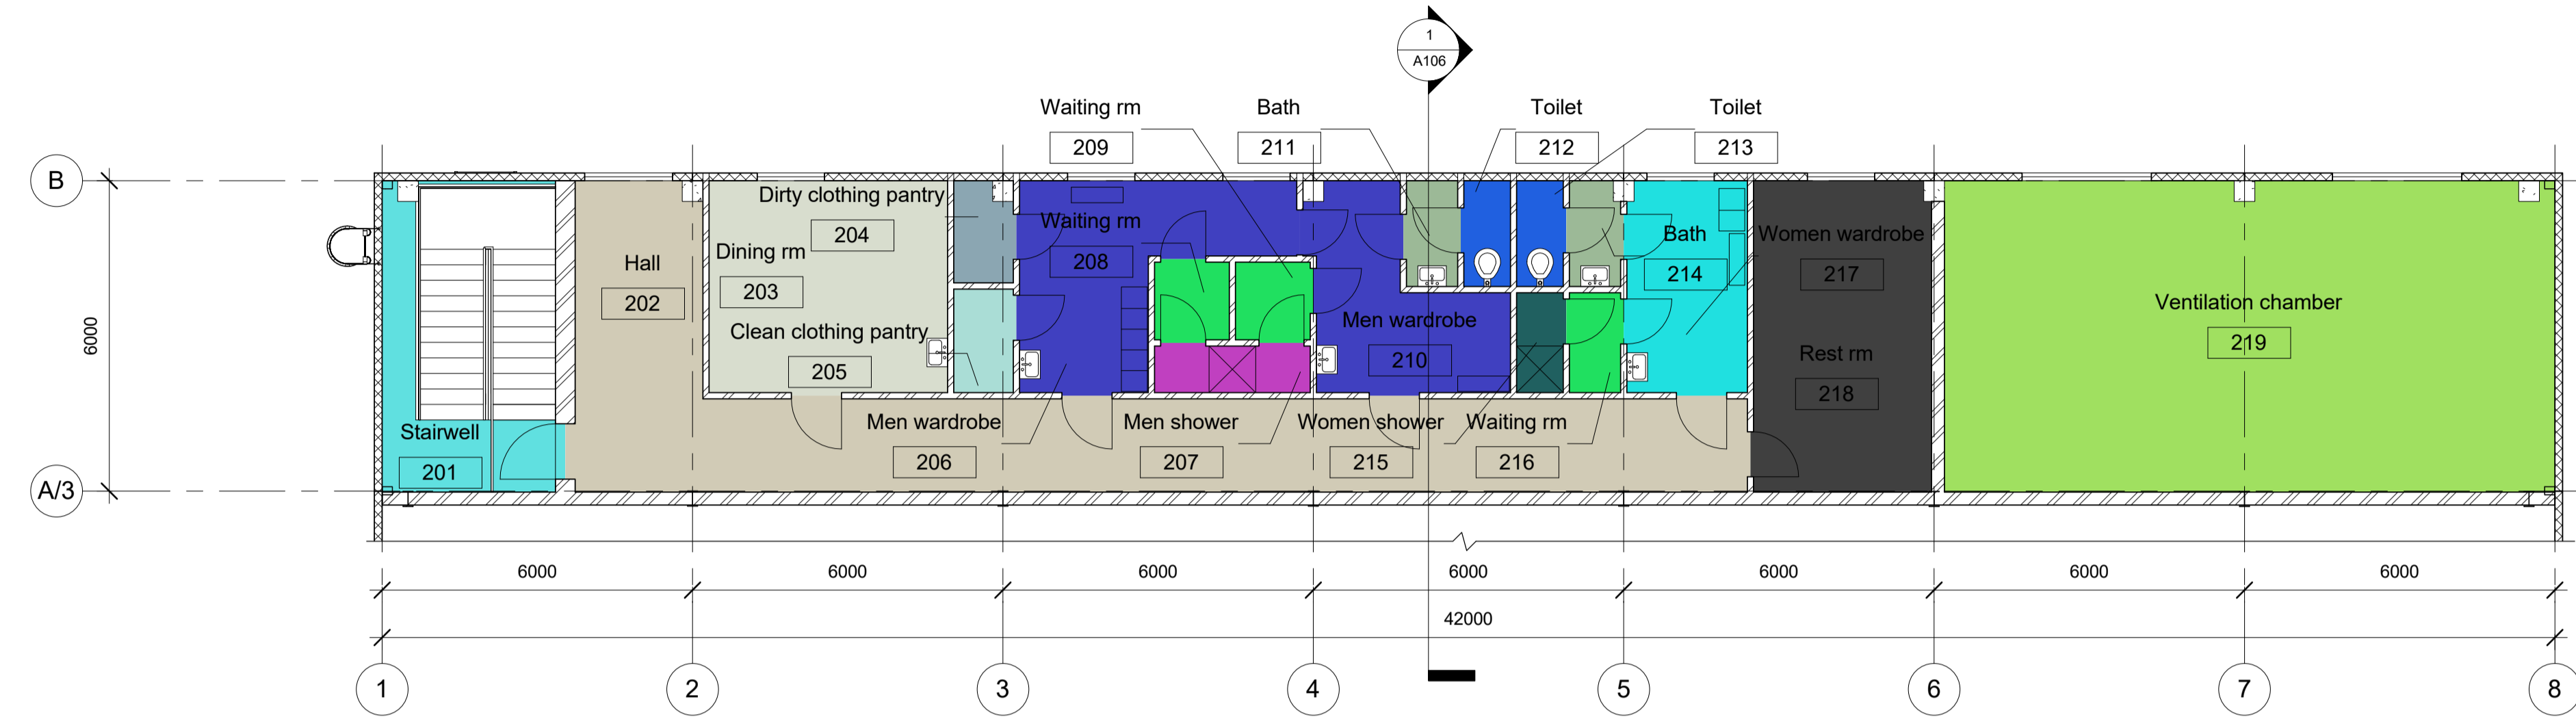 1
A106
Waiting rm
209
Bath
211
Toilet
212
Toilet
213
B
Dirty clothing pantry
204
Waiting rm
208
Bath
214
Women wardrobe
217
Dining rm
203
Hall
202
Ventilation chamber
219
6000
Clean clothing pantry
205
Men wardrobe
210
Rest rm
218
Stairwell
201
Men wardrobe
206
Men shower
207
Women shower
215
Waiting rm
216
A/3
6000
6000
6000
6000
6000
6000
6000
42000
1
2
3
4
5
6
7
8